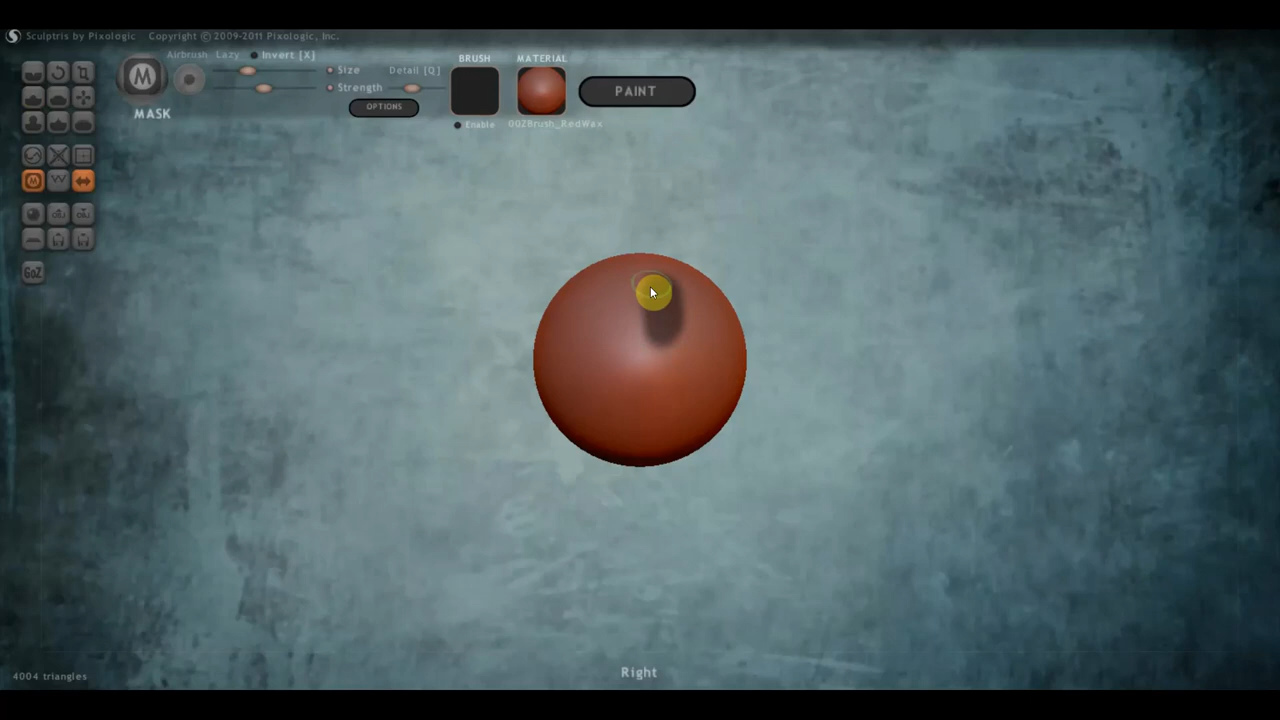 Sculptris by Pixologic   Copyright © 2009-2011 Pixologic, Inc.
Airbrush Lazy Invert [X]
BRUSH MATERIAL
Size Detail [Q]
Strength
M
PAINT
OPTIONS
MASK
Enable 00ZBrush_RedWax
M
GoZ
4004 triangles
Right